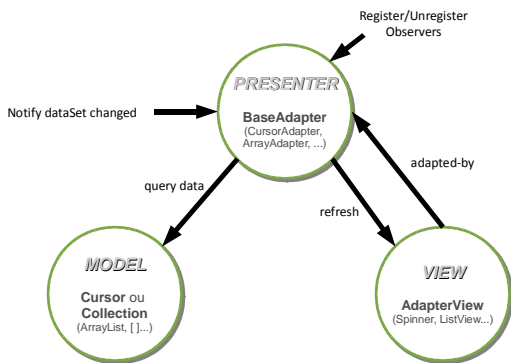 Register/Unregister
Observers
PRESENTER
BaseAdapter
(CursorAdapter,
ArrayAdapter, ...)
Notify dataSet changed
adapted-by
query data
refresh
MODEL
Cursor ou
Collection
(ArrayList, [ ]...)
VIEW
AdapterView
(Spinner, ListView...)